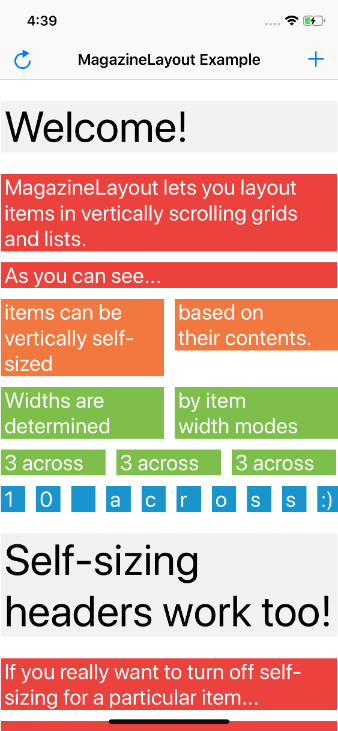 4:39
MagazineLayout Example
Welcome!
MagazineLayout lets you layout
items in vertically scrolling grids
and lists.
As you can see...
items can be
vertically self-
sized
based on
their contents.
Widths are
determined
by item
width modes
3 across 3 across 3 across
1 0 a c r o s s :)
Self-sizing
headers work too!
If you really want to turn off self-
sizing for a particular item...